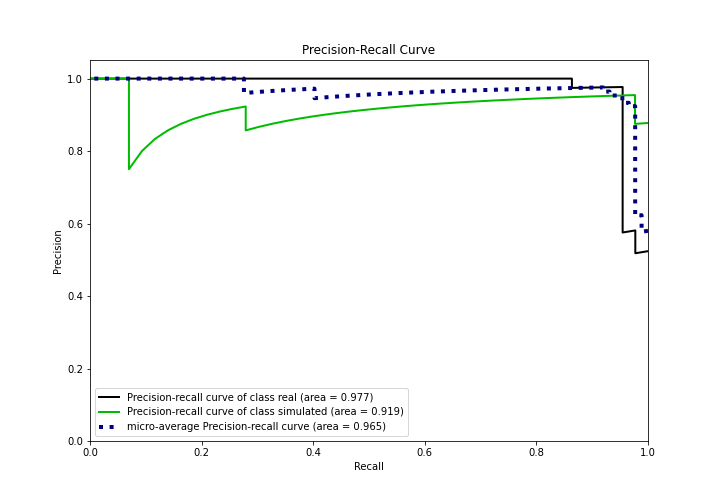 Precision-Recall Curve
1.0
0.8
0.6
0.4
0.2
0.0
Precision
Precision-recall curve of class real (area = 0.977)
Precision-recall curve of class simulated (area = 0.919)
micro-average Precision-recall curve (area = 0.965)
0.0 0.2 0.4 0.6 0.8 1.0
Recall